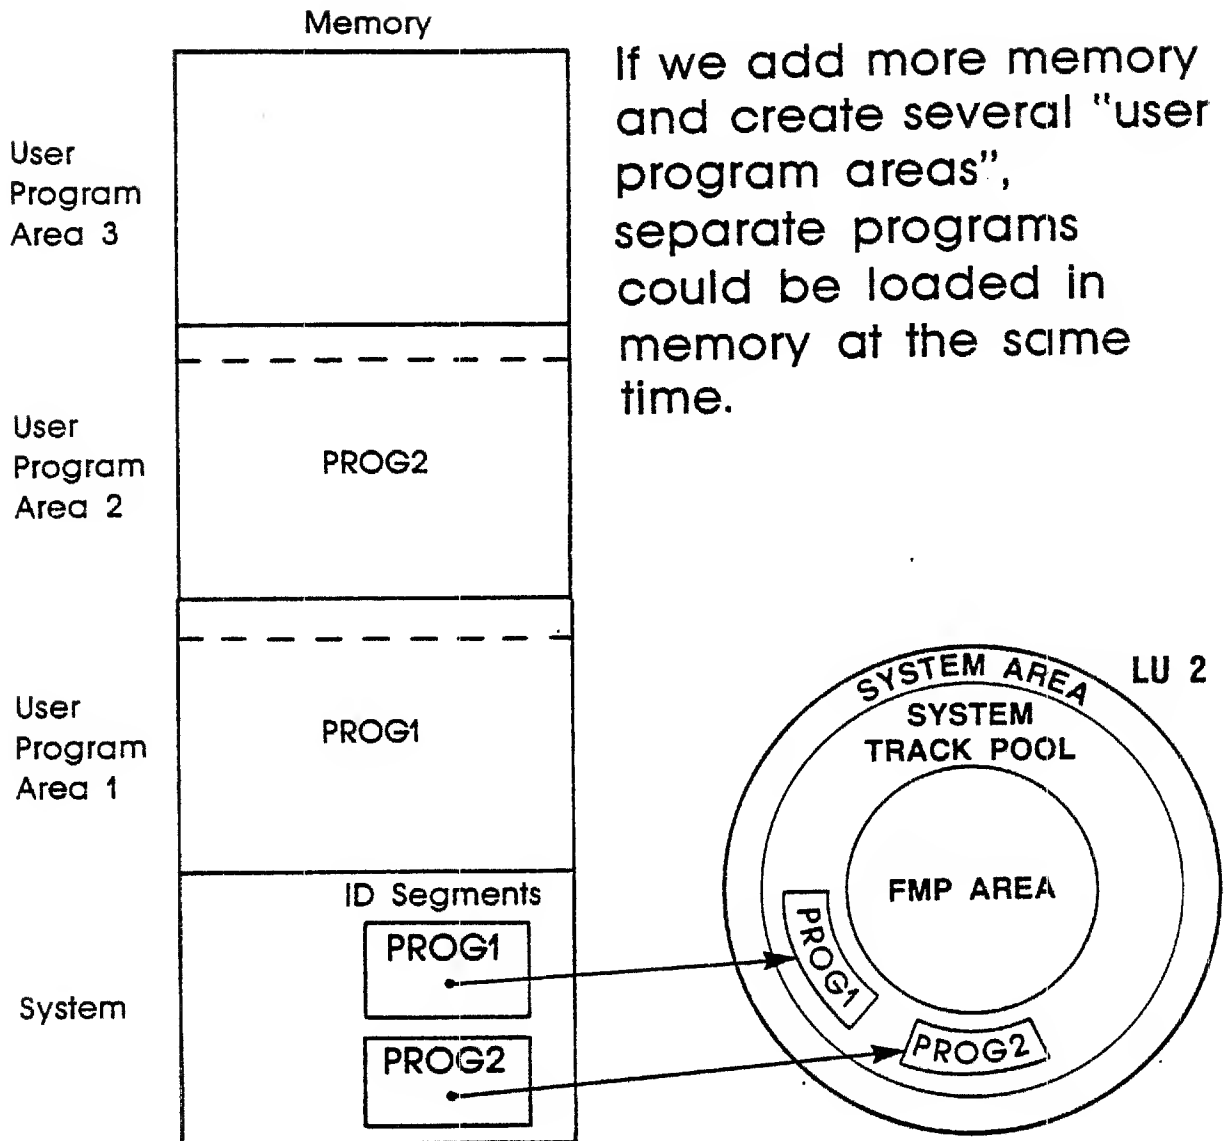 Memory
If we add more memory
and create several "user
program areas",
separate programs
could be loaded in
memory at the same
time.
User
Program
Area 3
User
Program
Area 2
PROG2
User
Program
Area 1
PROG1
System
ID Segments
PROG1
PROG2
LU 2
SYSTEM AREA
SYSTEM
TRACK POOL
FMP AREA
PROG1
PROG2